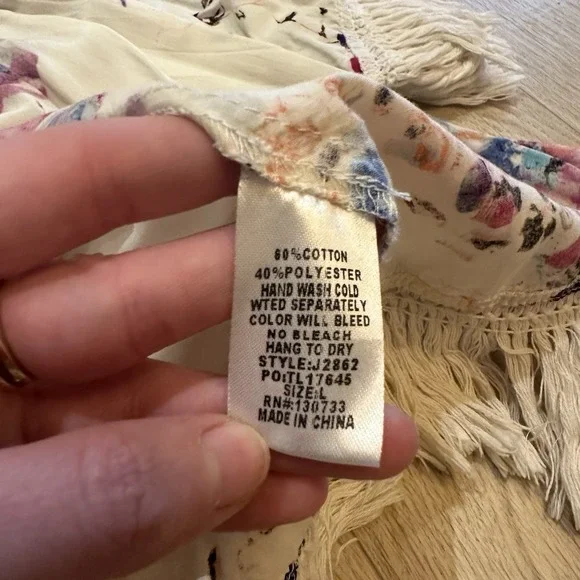 60%COTTON
40%POLYESTER
HAND WASH COLD
WTED SEPARATELY
COLOR WILL BLEED
NO BLEACH
HANG TO DRY
STYLE:J2862
PO:TL17645
SIZE:L
RN#:130733
MADE IN CHINA